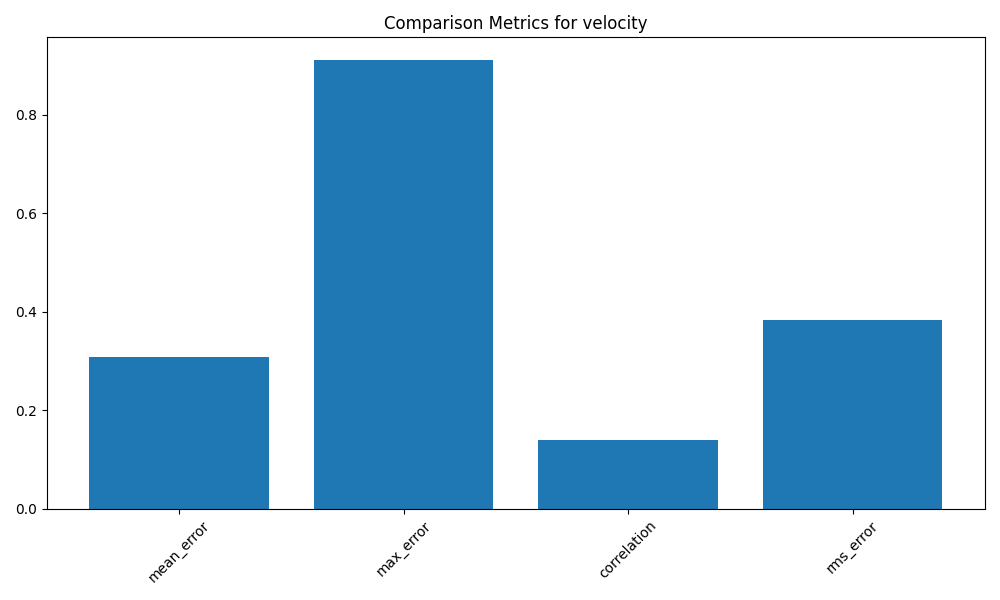 Comparison Metrics for velocity
0.8
0.6
0.4
0.2
0.0
mean_error
max_error
correlation
rms_error